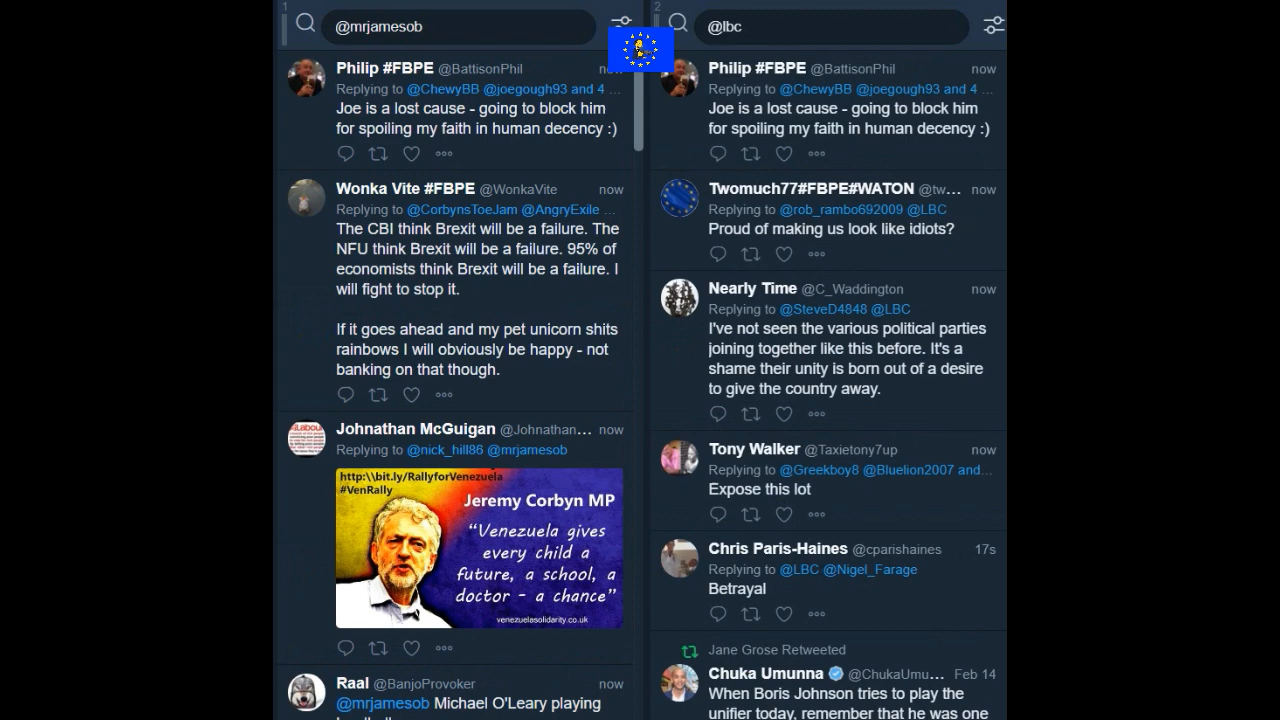 1
@mrjamesob
Philip #FBPE @BattisonPhil now
Replying to @ChewyBB @joegough93 and 4 ...
Joe is a lost cause - going to block him
for spoiling my faith in human decency :)
Wonka Vite #FBPE @WonkaVite now
Replying to @CorbynsToeJam @AngryExile ...
The CBI think Brexit will be a failure. The
NFU think Brexit will be a failure. 95% of
economists think Brexit will be a failure. I
will fight to stop it.
If it goes ahead and my pet unicorn shits
rainbows I will obviously be happy - not
banking on that though.
Johnathan McGuigan @Johnathan... now
Replying to @nick_hill86 @mrjamesob
http:\\bit.ly/RallyforVenezuela
#VenRally
Jeremy Corbyn MP
“Venezuela gives
every child a
future, a school, a
doctor - a chance”
venezuelasolidarity.co.uk
Raal @BanjoProvoker now
@mrjamesob Michael O'Leary playing
2
@lbc
Philip #FBPE @BattisonPhil now
Replying to @ChewyBB @joegough93 and 4 ...
Joe is a lost cause - going to block him
for spoiling my faith in human decency :)
Twomuch77#FBPE#WATON @tw... now
Replying to @rob_rambo692009 @LBC
Proud of making us look like idiots?
Nearly Time @C_Waddington now
Replying to @SteveD4848 @LBC
I've not seen the various political parties
joining together like this before. It's a
shame their unity is born out of a desire
to give the country away.
Tony Walker @Taxietony7up now
Replying to @Greekboy8 @Bluelion2007 and...
Expose this lot
Chris Paris-Haines @cparishaines 17s
Replying to @LBC @Nigel_Farage
Betrayal
Jane Grose Retweeted
Chuka Umunna @ChukaUmu... Feb 14
When Boris Johnson tries to play the
unifier today, remember that he was one